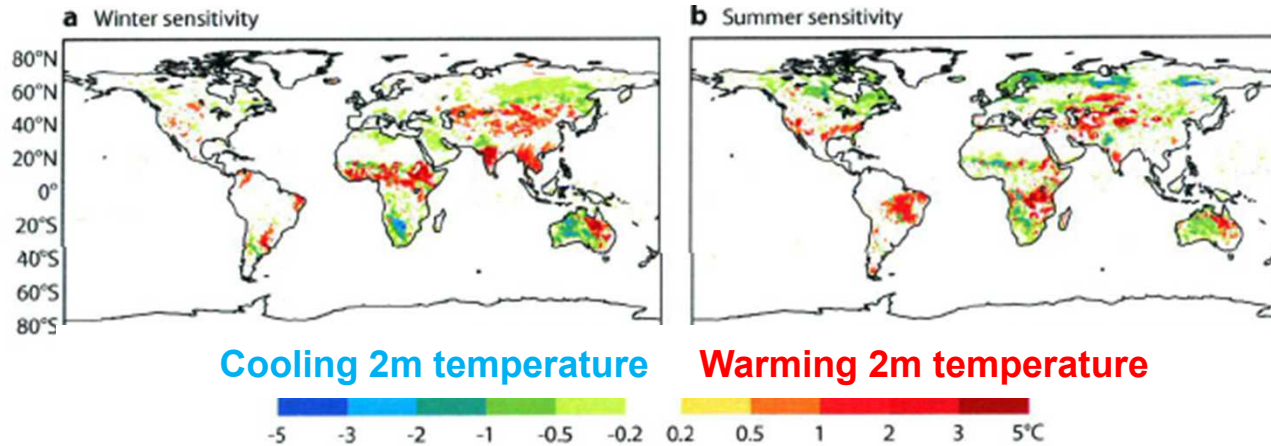 a Winter sensitivity
b Summer sensitivity
80°N
60°N
40°N
20°N
0°
20°S
40°S
60°S
80°S
Cooling 2m temperature Warming 2m temperature
-5 -3 -2 -1 -0.5 -0.2 0.2 0.5 1 2 3 5°C